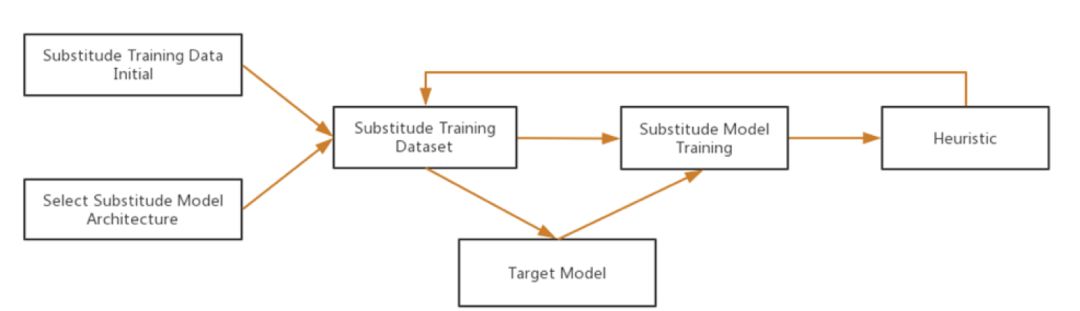 Substitude Training Data
Initial
Select Substitude Model
Architecture
Substitude Training
Dataset
Substitude Model
Training
Heuristic
Target Model